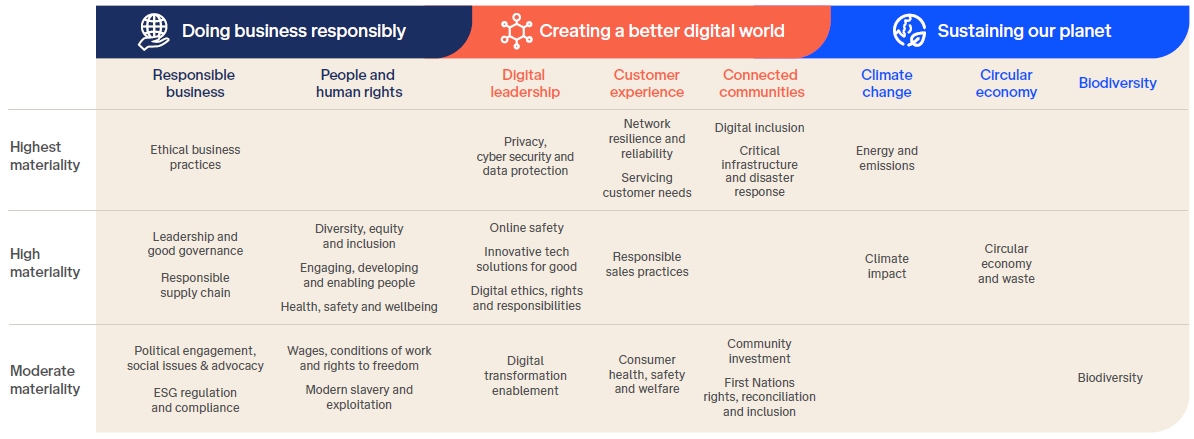 Doing business responsibly
Creating a better digital world
Sustaining our planet
Responsible
business
People and
human rights
Digital
leadership
Customer
experience
Connected
communities
Climate
change
Circular
economy
Biodiversity
Highest
materiality
Ethical business
practices
Privacy,
cyber security and
data protection
Network
resilience and
reliability
Servicing
customer needs
Digital inclusion
Critical
infrastructure
and disaster
response
Energy and
emissions
High
materiality
Leadership and
good governance
Responsible
supply chain
Diversity, equity
and inclusion
Engaging, developing
and enabling people
Health, safety and wellbeing
Online safety
Innovative tech
solutions for good
Digital ethics, rights
and responsibilities
Responsible
sales practices
Climate
impact
Circular
economy
and waste
Moderate
materiality
Political engagement,
social issues & advocacy
ESG regulation
and compliance
Wages, conditions of work
and rights to freedom
Modern slavery and
exploitation
Digital
transformation
enablement
Consumer
health, safety
and welfare
Community
investment
First Nations
rights, reconciliation
and inclusion
Biodiversity